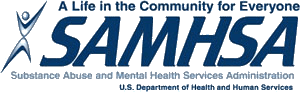 A Life in the Community for Everyone
SAMHSA
Substance Abuse and Mental Health Services Administration
U.S. Department of Health and Human Services